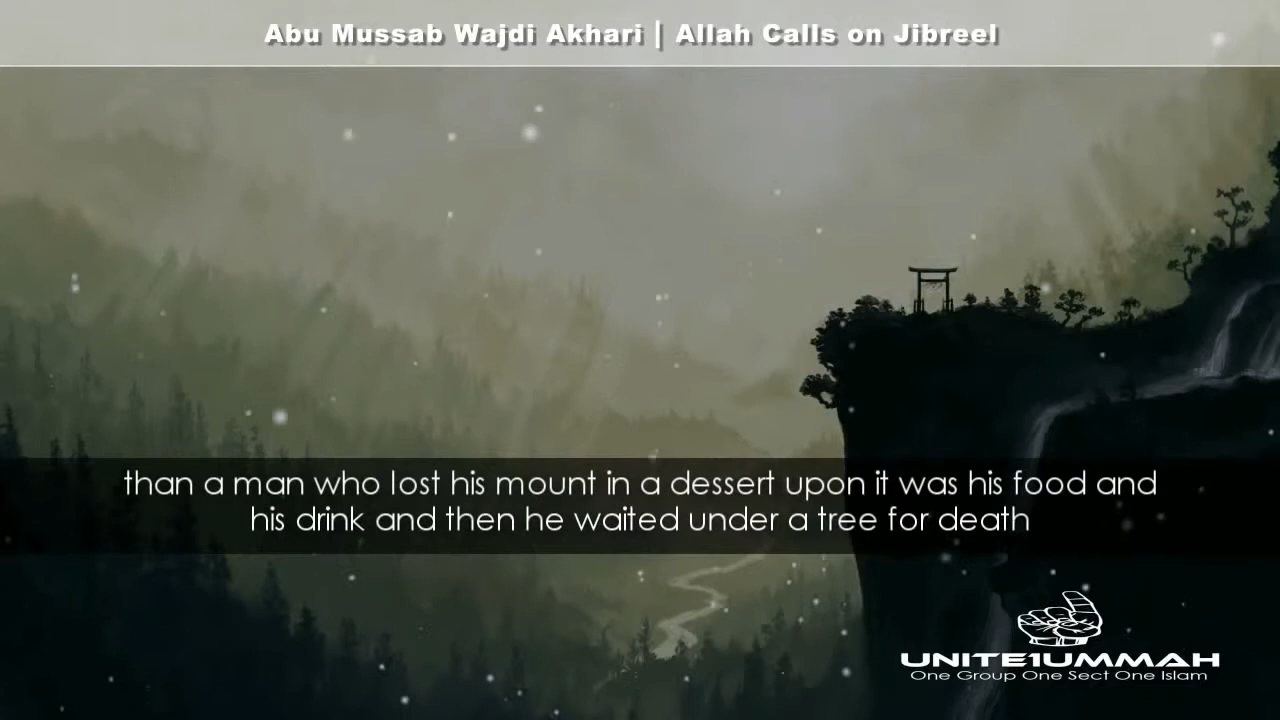 Abu Mussab Wajdi Akhari | Allah Calls on Jibreel
than a man who lost his mount in a dessert upon it was his food and
his drink and then he waited under a tree for death
UNITE1UMMAH
One Group One Sect One Islam